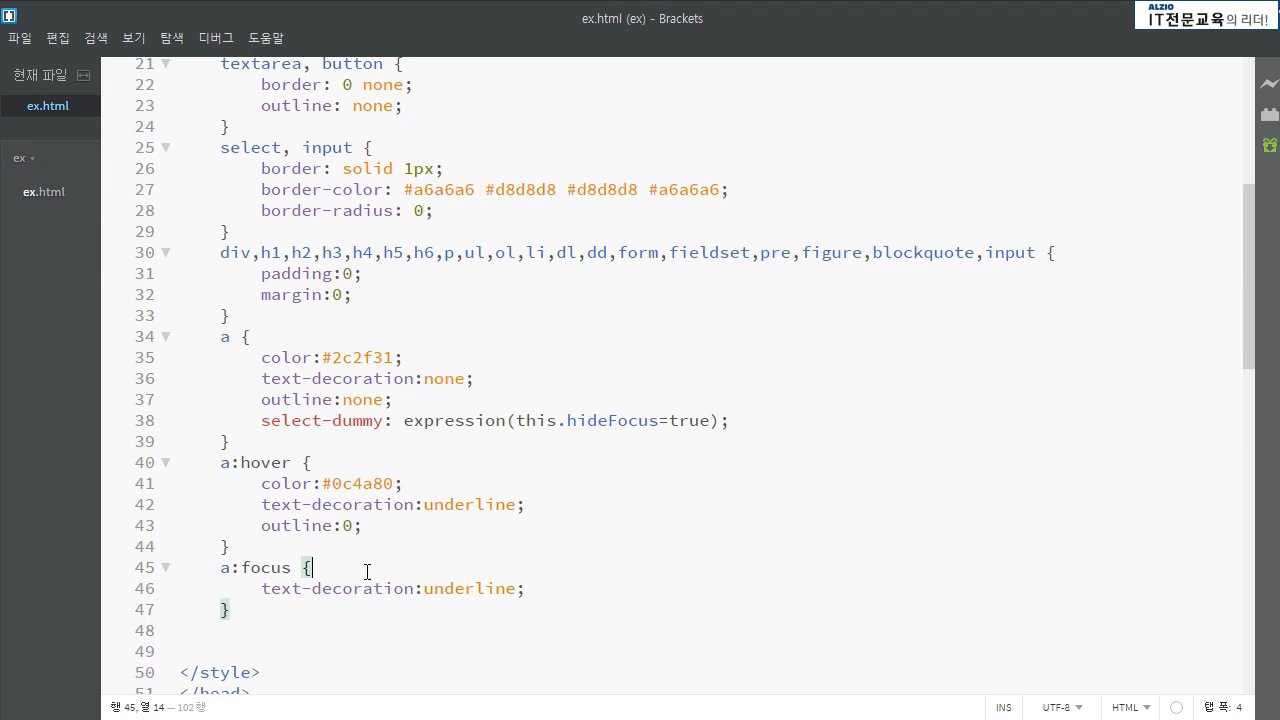 ex.html (ex) - Brackets
ALZIO
IT전문교육의 리더!
파일 편집 검색 보기 탐색 디버그 도움말
현재 파일
ex.html
ex
ex.html
21 textarea, button {
22 border: 0 none;
23 outline: none;
24 }
25 select, input {
26 border: solid 1px;
27 border-color: #a6a6a6 #d8d8d8 #d8d8d8 #a6a6a6;
28 border-radius: 0;
29 }
30 div,h1,h2,h3,h4,h5,h6,p,ul,ol,li,dl,dd,form,fieldset,pre,figure,blockquote,input {
31 padding:0;
32 margin:0;
33 }
34 a {
35 color:#2c2f31;
36 text-decoration:none;
37 outline:none;
38 select-dummy: expression(this.hideFocus=true);
39 }
40 a:hover {
41 color:#0c4a80;
42 text-decoration:underline;
43 outline:0;
44 }
45 a:focus {
46 text-decoration:underline;
47 }
48
49
50 </style>
51 </head>
행 45, 열 14 — 102 행
INS UTF-8 HTML 탭 폭: 4